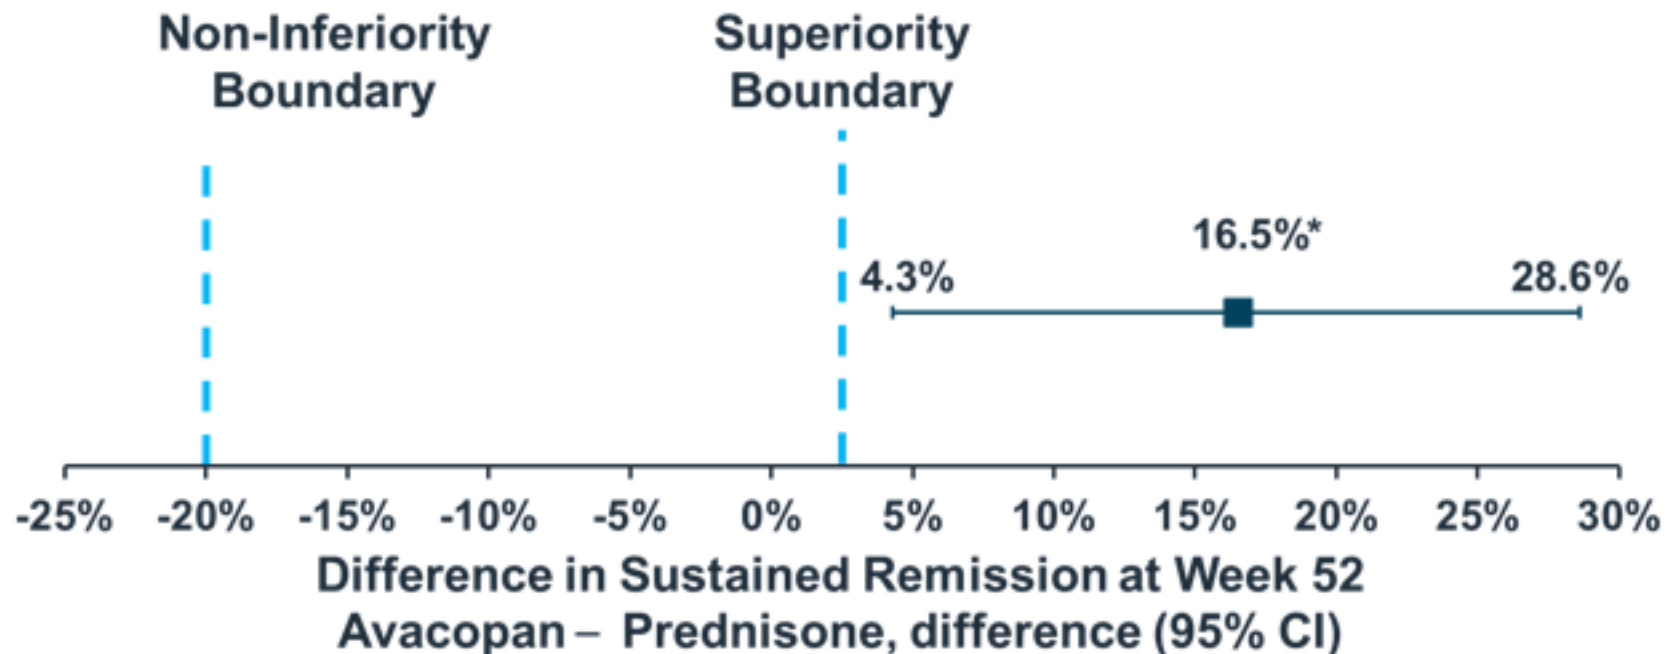 Non-Inferiority
Boundary
Superiority
Boundary
16.5%*
4.3%
28.6%
-25% -20% -15% -10% -5% 0% 5% 10% 15% 20% 25% 30%
Difference in Sustained Remission at Week 52
Avacopan – Prednisone, difference (95% CI)